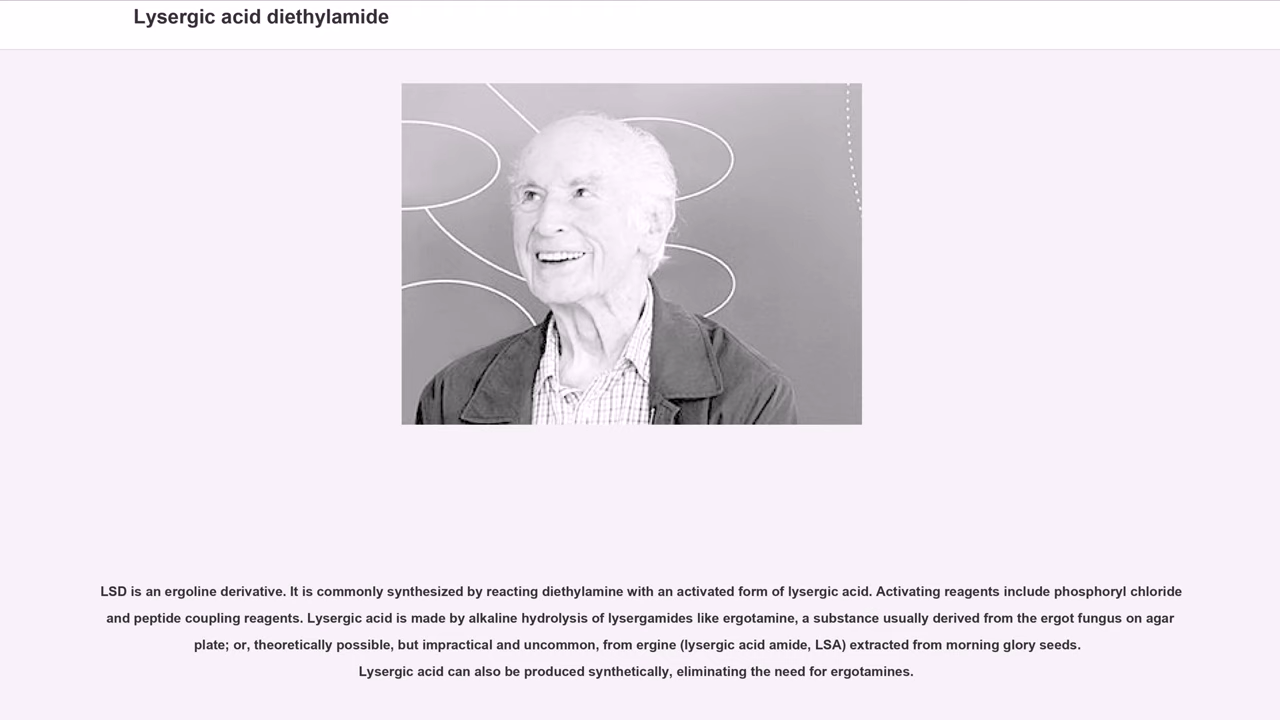 Lysergic acid diethylamide
LSD is an ergoline derivative. It is commonly synthesized by reacting diethylamine with an activated form of lysergic acid. Activating reagents include phosphoryl chloride
and peptide coupling reagents. Lysergic acid is made by alkaline hydrolysis of lysergamides like ergotamine, a substance usually derived from the ergot fungus on agar
plate; or, theoretically possible, but impractical and uncommon, from ergine (lysergic acid amide, LSA) extracted from morning glory seeds.
Lysergic acid can also be produced synthetically, eliminating the need for ergotamines.